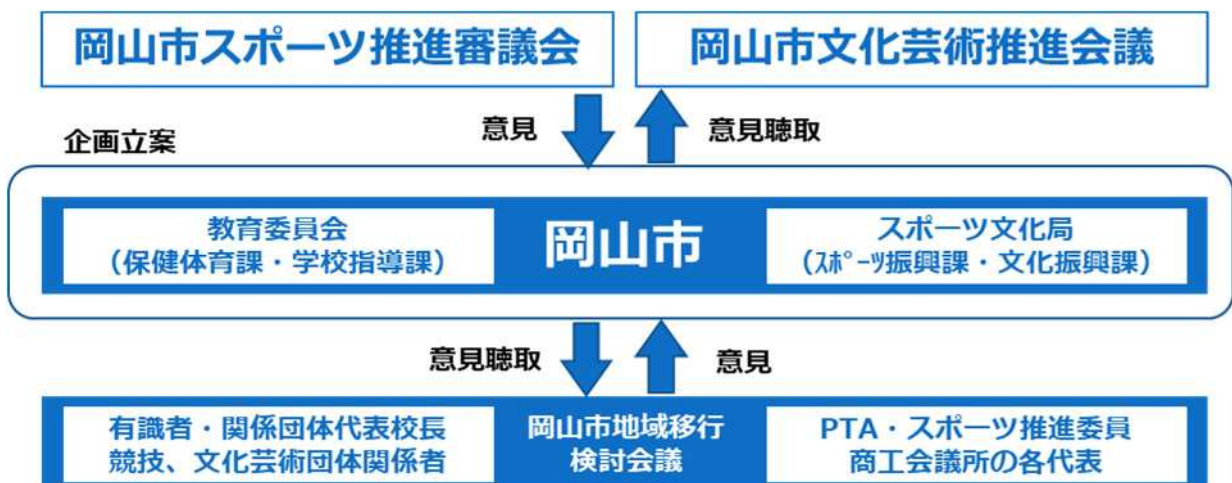 岡山市スポーツ推進審議会
岡山市文化芸術推進会議
意見
意見聴取
企画立案
教育委員会
(保健体育課・学校指導課)
岡山市
スポーツ文化局
(ｽﾎﾟｰﾂ振興課・文化振興課)
意見聴取
意見
有識者・関係団体代表校長
競技、文化芸術団体関係者
岡山市地域移行
検討会議
PTA・スポーツ推進委員
商工会議所の各代表